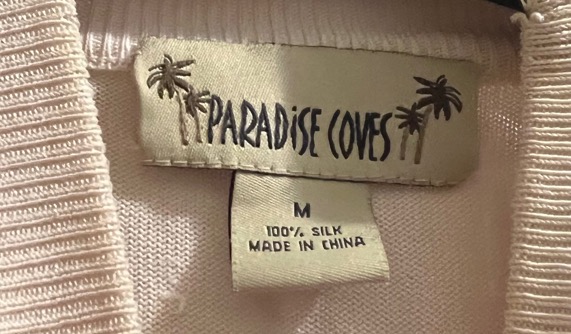 PARADiSE COVES
M
100% SILK
MADE IN CHINA